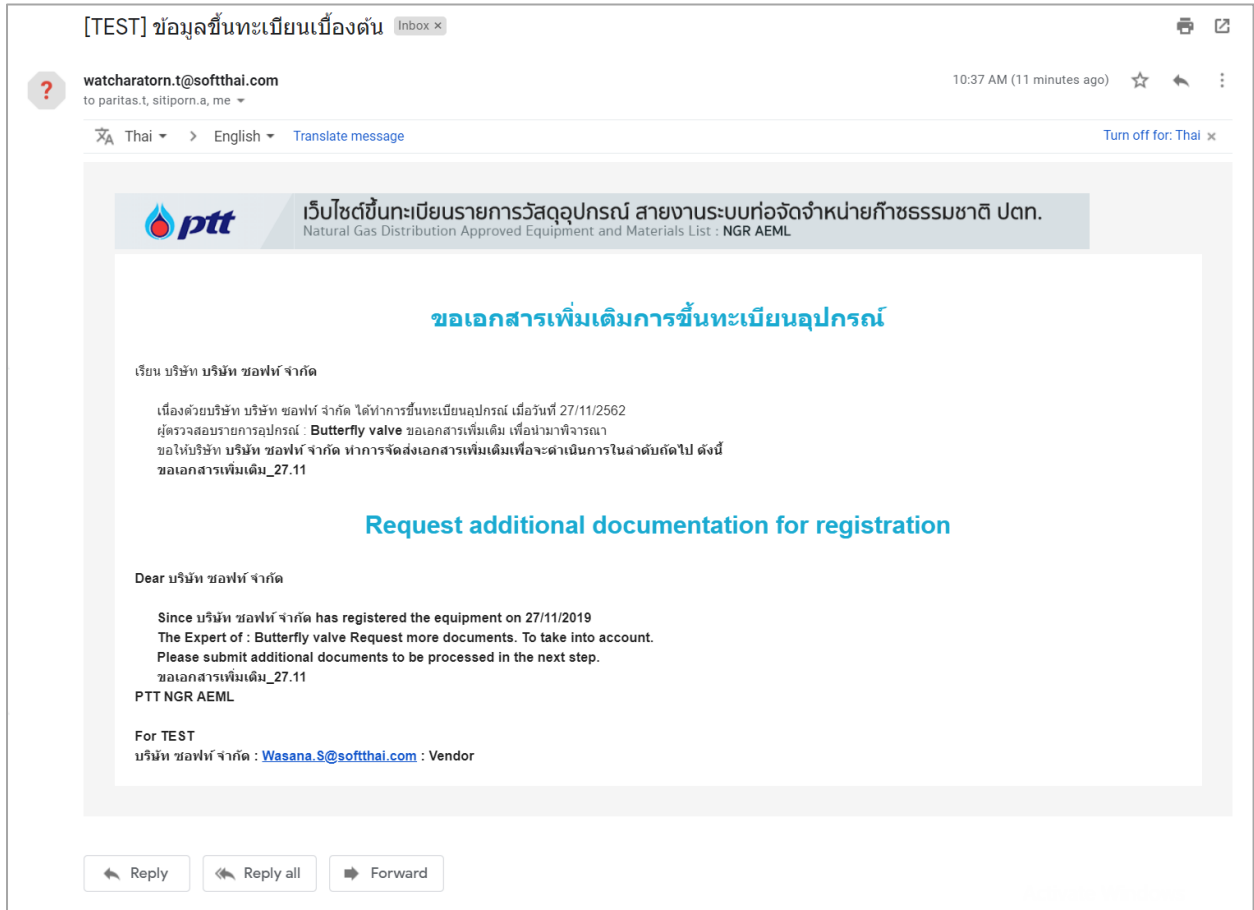 [TEST] ข้อมูลขึ้นทะเบียนเบื้องต้น Inbox ×
watcharatorn.t@softthai.com 10:37 AM (11 minutes ago)
to paritas.t, sitiporn.a, me
Thai > English Translate message Turn off for: Thai ×
ptt
เว็บไซต์ขึ้นทะเบียนรายการวัสดุอุปกรณ์ สายงานระบบท่อจัดจำหน่ายก๊าซธรรมชาติ ปตท.
Natural Gas Distribution Approved Equipment and Materials List : NGR AEML
ขอเอกสารเพิ่มเติมการขึ้นทะเบียนอุปกรณ์
เรียน บริษัท บริษัท ซอฟท์ จำกัด
เนื่องด้วยบริษัท บริษัท ซอฟท์ จำกัด ได้ทำการขึ้นทะเบียนอุปกรณ์ เมื่อวันที่ 27/11/2562
ผู้ตรวจสอบรายการอุปกรณ์ : Butterfly valve ขอเอกสารเพิ่มเติม เพื่อนำมาพิจารณา
ขอให้บริษัท บริษัท ซอฟท์ จำกัด ทำการจัดส่งเอกสารเพิ่มเติมเพื่อจะดำเนินการในลำดับถัดไป ดังนี้
ขอเอกสารเพิ่มเติม_27.11
Request additional documentation for registration
Dear บริษัท ซอฟท์ จำกัด
Since บริษัท ซอฟท์ จำกัด has registered the equipment on 27/11/2019
The Expert of : Butterfly valve Request more documents. To take into account.
Please submit additional documents to be processed in the next step.
ขอเอกสารเพิ่มเติม_27.11
PTT NGR AEML
For TEST
บริษัท ซอฟท์ จำกัด : Wasana.S@softthai.com : Vendor
Reply Reply all Forward